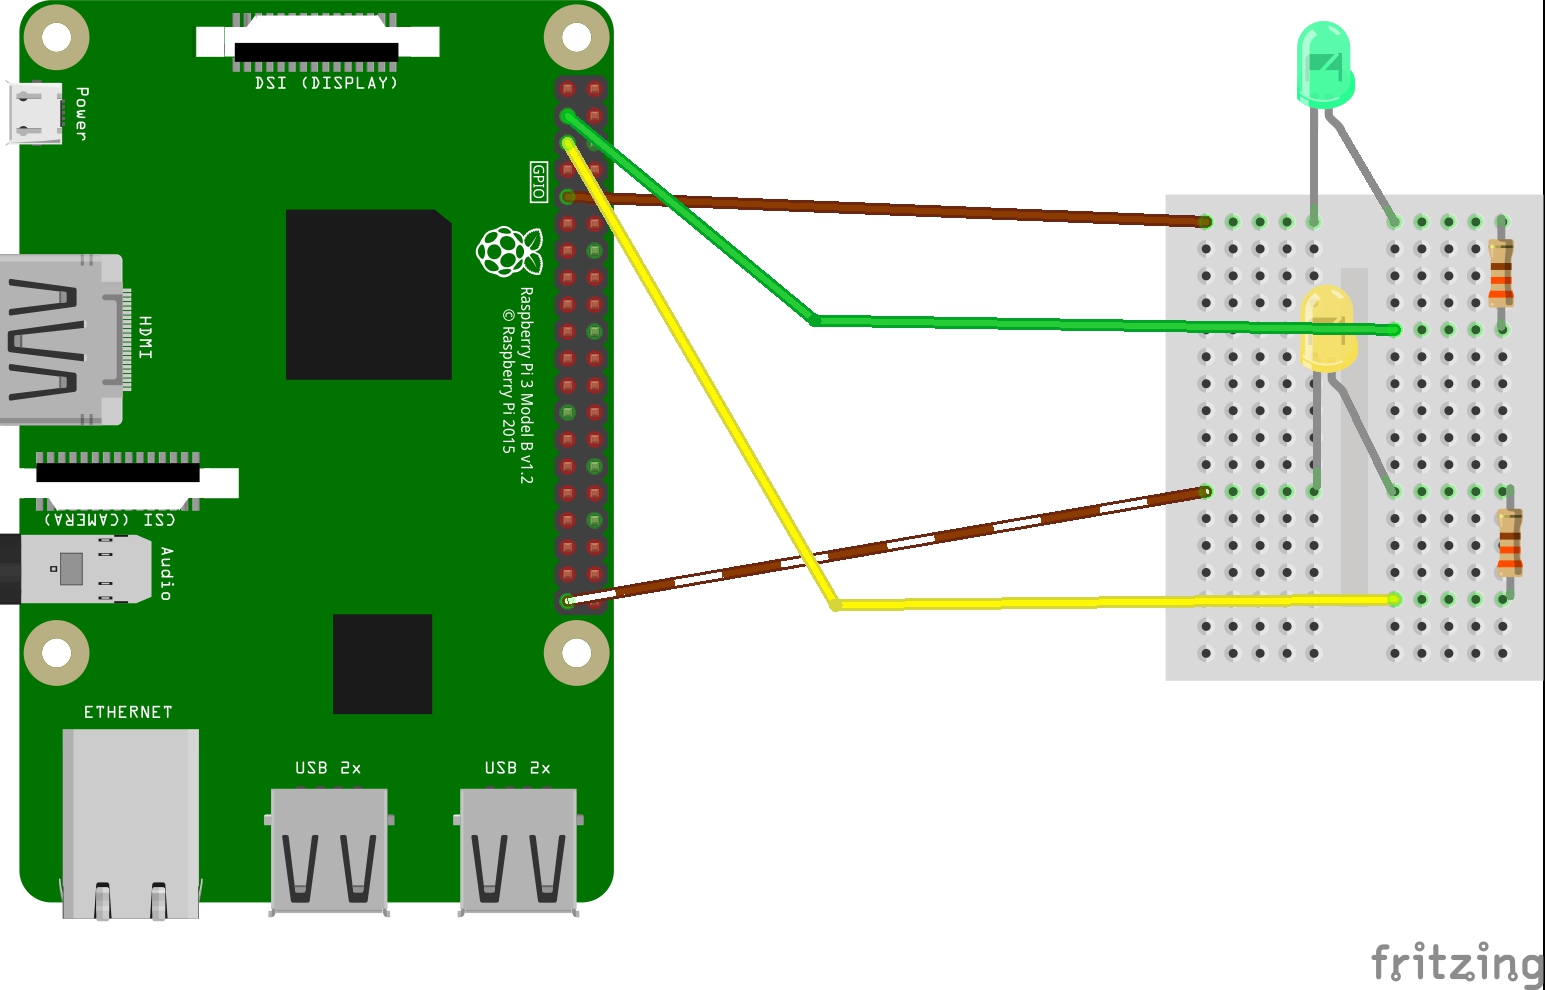 DSI (DISPLAY)
Power
GPIO
HDMI
Raspberry Pi 3 Model B v1.2
© Raspberry Pi 2015
CSI (CAMERA)
Audio
ETHERNET
USB 2x
USB 2x
fritzing